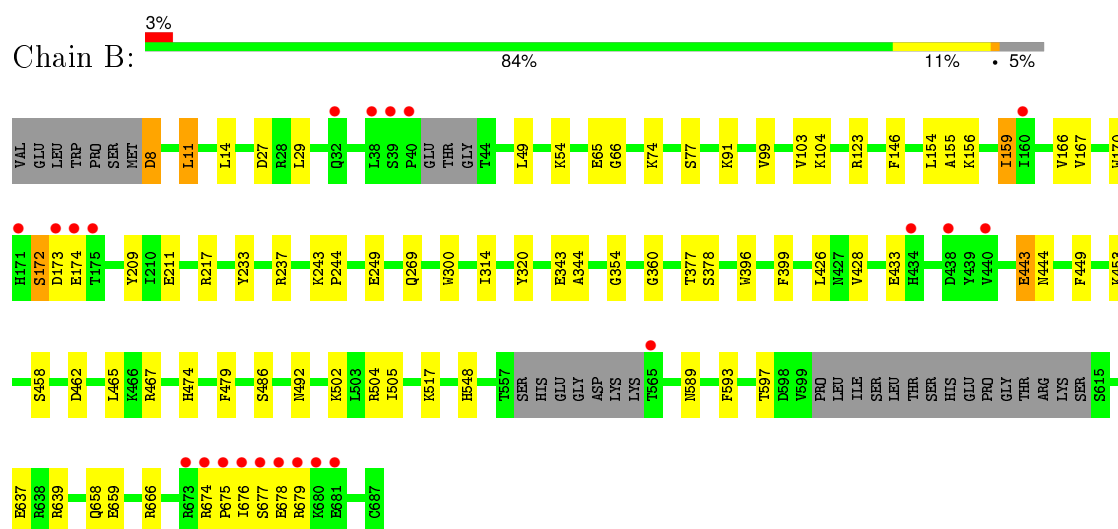 3%
Chain B:
84% 11% • 5%
VAL GLU LEU TRP PRO SER MET D8 L11 L14 D27 R28 L29 Q32 L38 S39 P40 GLU THR GLY T44 L49 K54 E65 G66 K74 S77 K91 V99 V103 K104 R123 F146 L154 A155 K156 I159 I160 V166 V167
H171 S172 D173 E174 T175 Y209 I210 E211 R217 Y233 R237 K243 P244 E249 Q269 W300 I314 Y320 E343 A344 G354 G360 T377 S378 W396 F399 L426 N427 V428 E433 H434 D438 Y439 V440 E443 N444 F449 K453
S458 D462 L465 K466 R467 H474 F479 S486 N492 K502 L503 R504 I505 K517 H548 T557 SER HIS GLU GLY ASP LYS LYS T565 N589 F593 T597 D598 V599 PRO LEU ILE SER LEU THR SER HIS GLU PRO GLY THR ARG LYS SER S615
E637 R638 R639 Q658 E659 R666 R673 R674 P675 I676 S677 E678 R679 K680 E681 C687